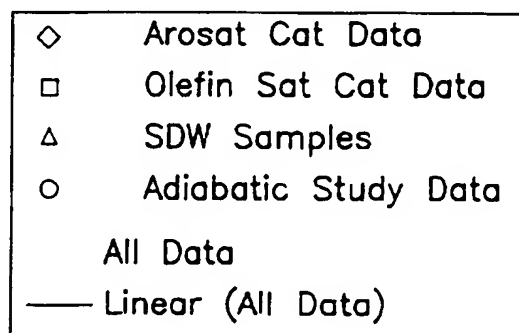 Arosat Cat Data
Olefin Sat Cat Data
SDW Samples
Adiabatic Study Data
All Data
Linear (All Data)